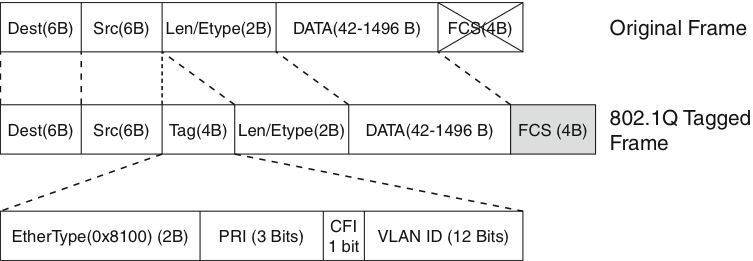 Dest(6B) Src(6B) Len/Etype(2B) DATA(42-1496 B) FCS(4B) Original Frame
Dest(6B) Src(6B) Tag(4B) Len/Etype(2B) DATA(42-1496 B) FCS (4B) 802.1Q Tagged
Frame
EtherType(0x8100) (2B) PRI (3 Bits) CFI
1 bit VLAN ID (12 Bits)